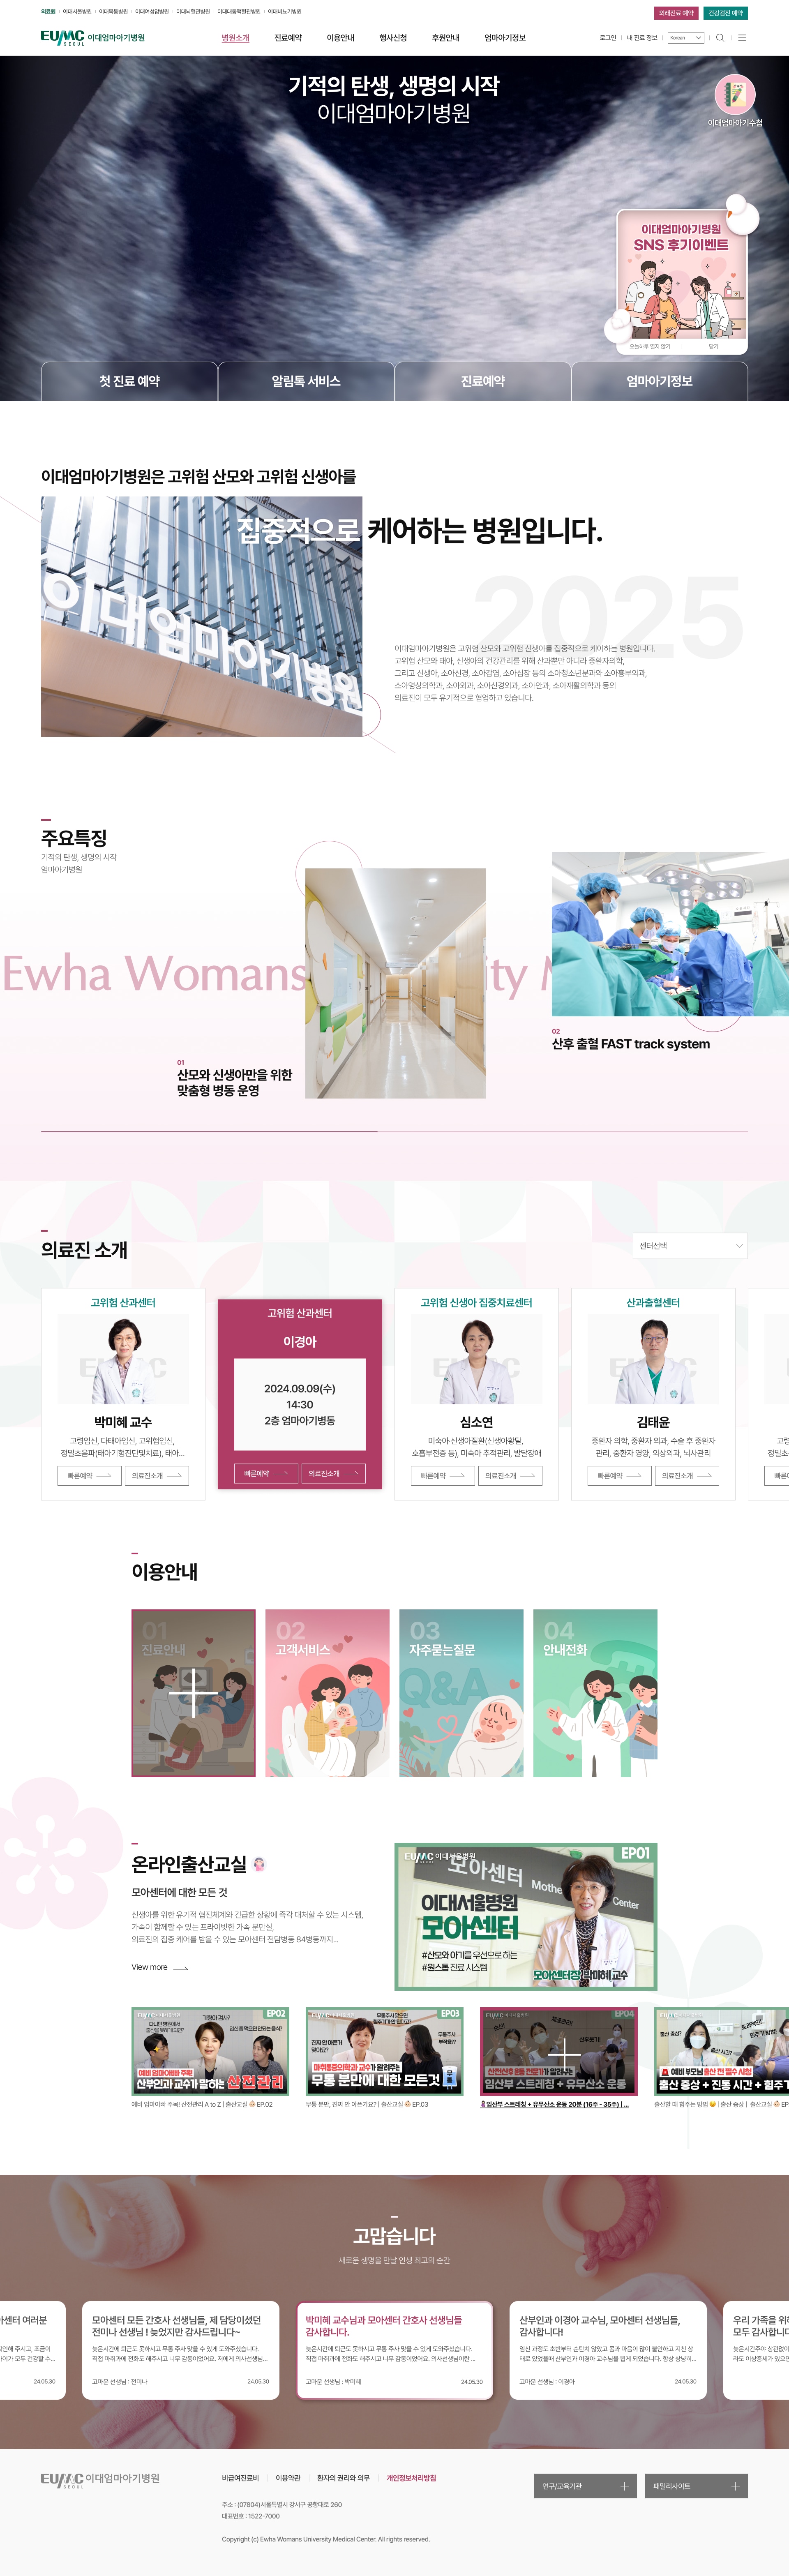 의료원 이대서울병원 이대목동병원 이대여성암병원 이대뇌혈관병원 이대대동맥혈관병원 이대비뇨기병원
외래진료 예약 건강검진 예약
EUMC SEOUL 이대엄마아기병원
병원소개 진료예약 이용안내 행사신청 후원안내 엄마아기정보
로그인 내 진료 정보 Korean
기적의 탄생, 생명의 시작
이대엄마아기병원
이대엄마아기수첩
이대엄마아기병원
SNS 후기이벤트
오늘하루 열지 않기 닫기
첫 진료 예약 알림톡 서비스 진료예약 엄마아기정보
이대엄마아기병원은 고위험 산모와 고위험 신생아를
집중적으로 케어하는 병원입니다.
이대엄마아기병원
2025
이대엄마아기병원은 고위험 산모와 고위험 신생아를 집중적으로 케어하는 병원입니다.
고위험 산모와 태아, 신생아의 건강관리를 위해 산과뿐만 아니라 중환자의학,
그리고 신생아, 소아신경, 소아감염, 소아심장 등의 소아청소년분과와 소아흉부외과,
소아영상의학과, 소아외과, 소아신경외과, 소아안과, 소아재활의학과 등의
의료진이 모두 유기적으로 협업하고 있습니다.
주요특징
기적의 탄생, 생명의 시작
엄마아기병원
Ewha Womans
01
산모와 신생아만을 위한
맞춤형 병동 운영
02
산후 출혈 FAST track system
의료진 소개
센터선택
고위험 산과센터
박미혜 교수
고령임신, 다태아임신, 고위험임신,
정밀초음파(태아기형진단및치료), 태아...
빠른예약 의료진소개
고위험 산과센터
이경아
2024.09.09(수)
14:30
2층 엄마아기병동
빠른예약 의료진소개
고위험 신생아 집중치료센터
심소연
미숙아·신생아질환(신생아황달,
호흡부전증 등), 미숙아 추적관리, 발달장애
빠른예약 의료진소개
산과출혈센터
김태윤
중환자 의학, 중환자 외과, 수술 후 중환자
관리, 중환자 영양, 외상외과, 뇌사관리
빠른예약 의료진소개
이용안내
01
진료안내
02
고객서비스
03
자주묻는질문
Q&A
04
안내전화
온라인출산교실
모아센터에 대한 모든 것
신생아를 위한 유기적 협진체계와 긴급한 상황에 즉각 대처할 수 있는 시스템,
가족이 함께할 수 있는 프라이빗한 가족 분만실,
의료진의 집중 케어를 받을 수 있는 모아센터 전담병동 84병동까지...
View more
EUMC SEOUL 이대서울병원
EP01
모아센터 Mother Center
이대서울병원
모아센터
#산모와 아기를 우선으로 하는
#원스톱 진료 시스템
모아센터장 박미혜 교수
EP02
예비 엄마아빠 주목!
산부인과 교수가 말하는 산전관리
예비 엄마아빠 주목! 산전관리 A to Z | 출산교실 EP.02
EP03
진짜 안 아픈가요?
마취통증의학과 교수가 알려주는
무통 분만에 대한 모든것
무통 분만, 진짜 안 아픈가요? | 출산교실 EP.03
EP04
산전산후 운동 전문가가 알려주는
임산부 스트레칭 + 유무산소 운동
임산부 스트레칭 + 유무산소 운동 20분 (16주 - 35주) | ...
출산 증상?
예비 부모님 출산 전 필수 시청
출산 증상 + 진통 시간 + 힘주기
출산할 때 힘주는 방법 | 출산 증상 | 출산교실 EP
고맙습니다
새로운 생명을 만날 인생 최고의 순간
아센터 여러분
24.05.30
모아센터 모든 간호사 선생님들, 제 담당이셨던
전미나 선생님 ! 늦었지만 감사드립니다~
늦은시간에 퇴근도 못하시고 무통 주사 맞을 수 있게 도와주셨습니다.
직접 마취과에 전화도 해주시고 너무 감동이었어요. 저에게 의사선생님...
고마운 선생님 : 전미나 24.05.30
박미혜 교수님과 모아센터 간호사 선생님들
감사합니다.
늦은시간에 퇴근도 못하시고 무통 주사 맞을 수 있게 도와주셨습니다.
직접 마취과에 전화도 해주시고 너무 감동이었어요. 의사선생님이란 ...
고마운 선생님 : 박미혜 24.05.30
산부인과 이경아 교수님, 모아센터 선생님들,
감사합니다!
임신 과정도 초반부터 순탄치 않았고 몸과 마음이 많이 불안하고 지친 상
태로 있었을때 산부인과 이경아 교수님을 뵙게 되었습니다. 항상 상냥히...
고마운 선생님 : 이경아 24.05.30
우리 가족을 위해
모두 감사합니다
EUMC SEOUL 이대엄마아기병원
비급여진료비 이용약관 환자의 권리와 의무 개인정보처리방침
주소 : (07804)서울특별시 강서구 공항대로 260
대표번호 : 1522-7000
Copyright (c) Ewha Womans University Medical Center. All rights reserved.
연구/교육기관 패밀리사이트